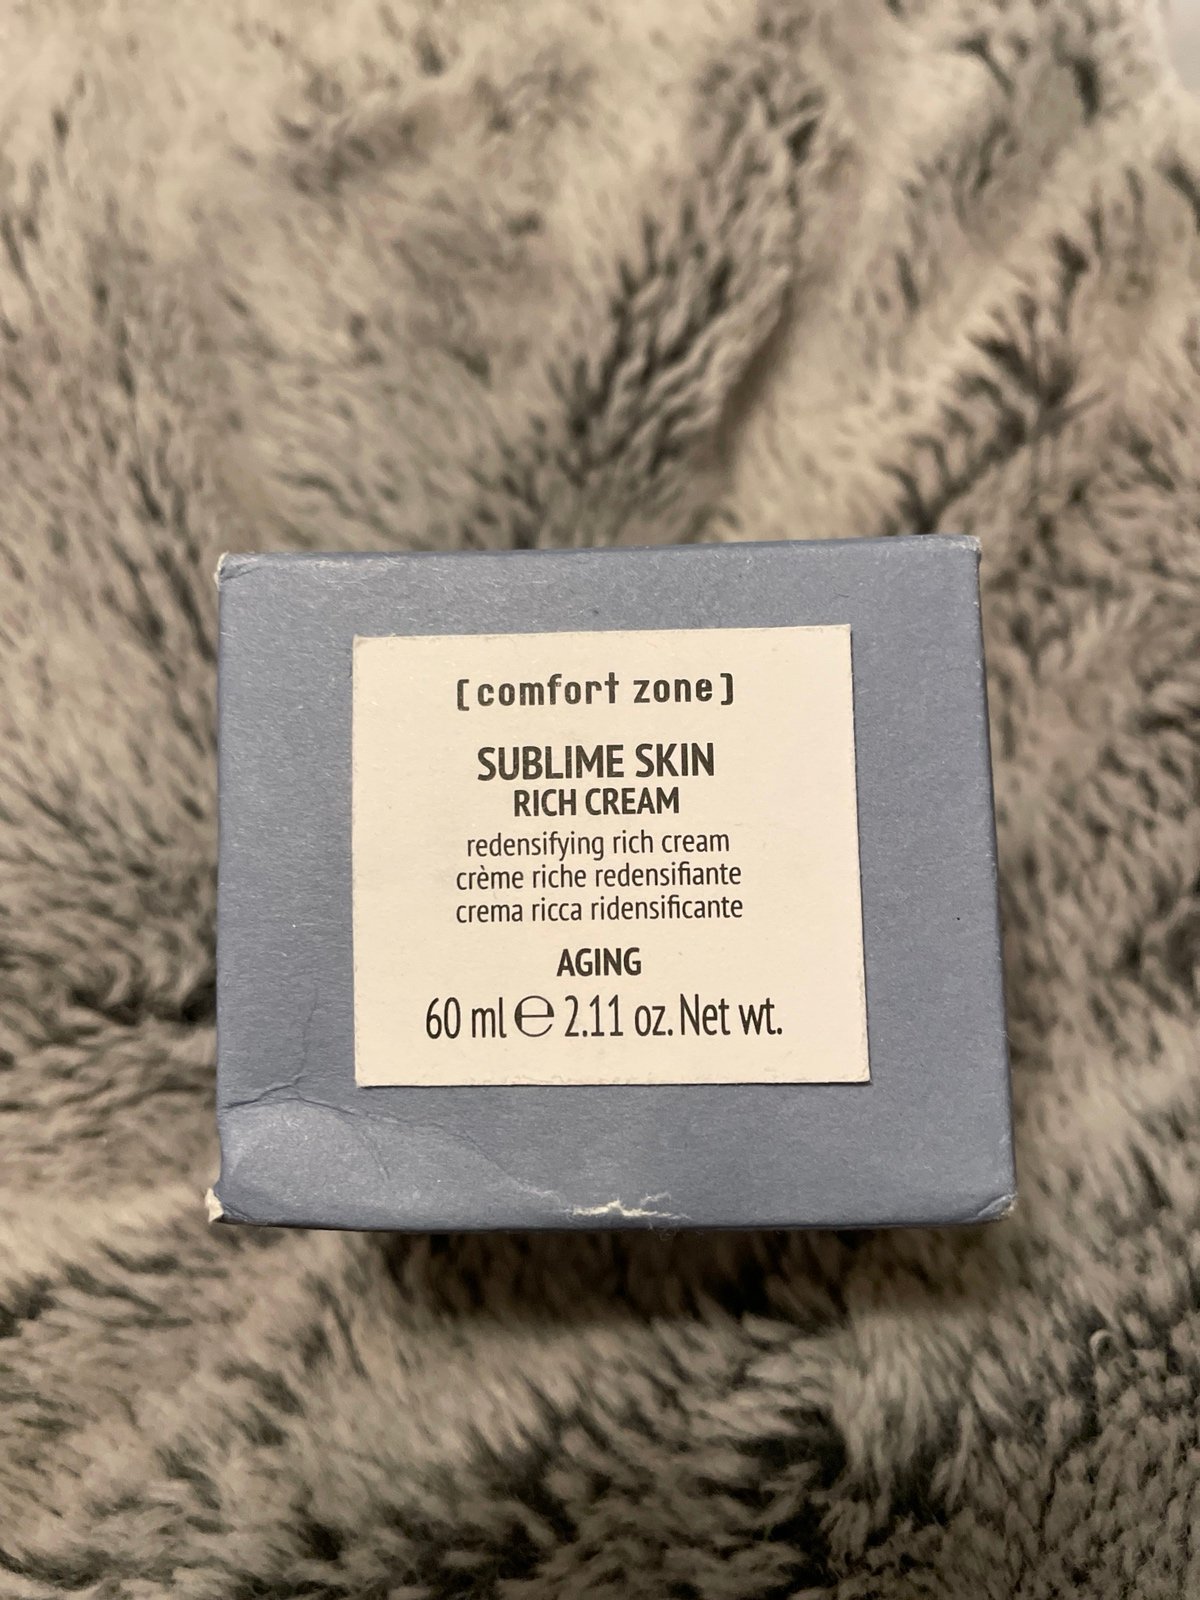 [comfort zone]
SUBLIME SKIN
RICH CREAM
redensifying rich cream
crème riche redensifiante
crema ricca ridensificante
AGING
60 ml ℮ 2.11 oz. Net wt.